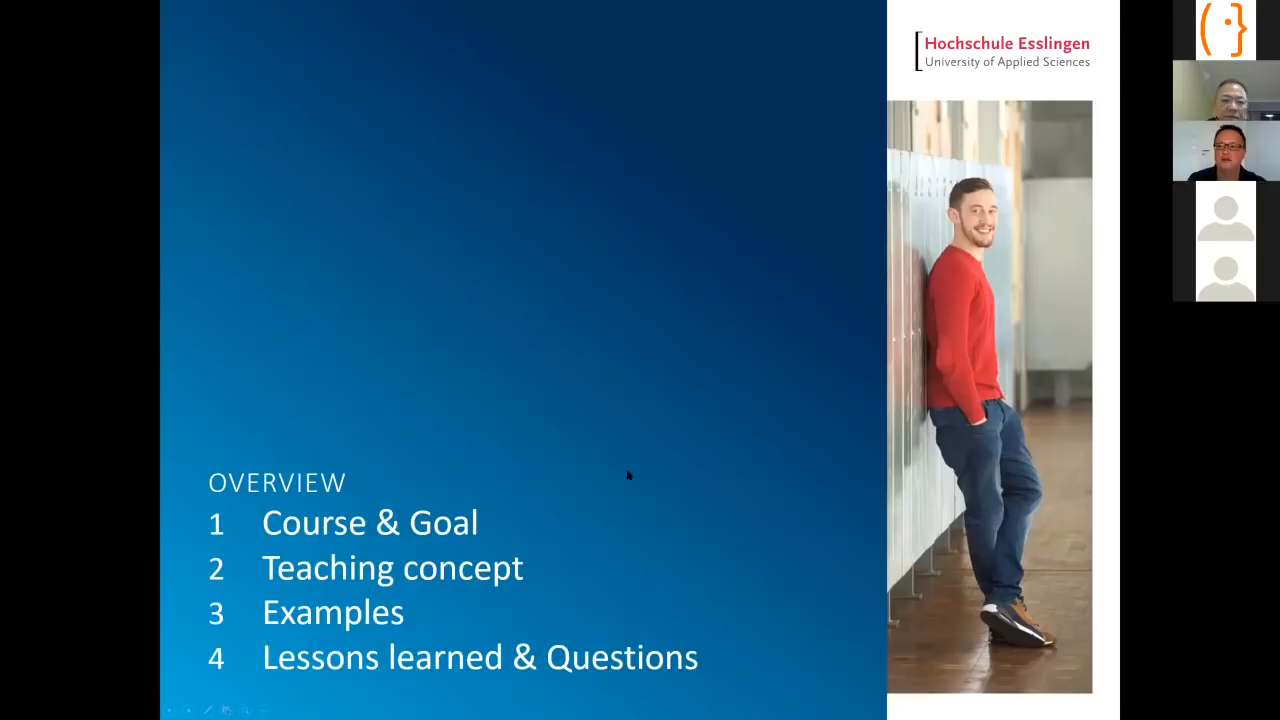 Hochschule Esslingen
University of Applied Sciences
OVERVIEW
1 Course & Goal
2 Teaching concept
3 Examples
4 Lessons learned & Questions